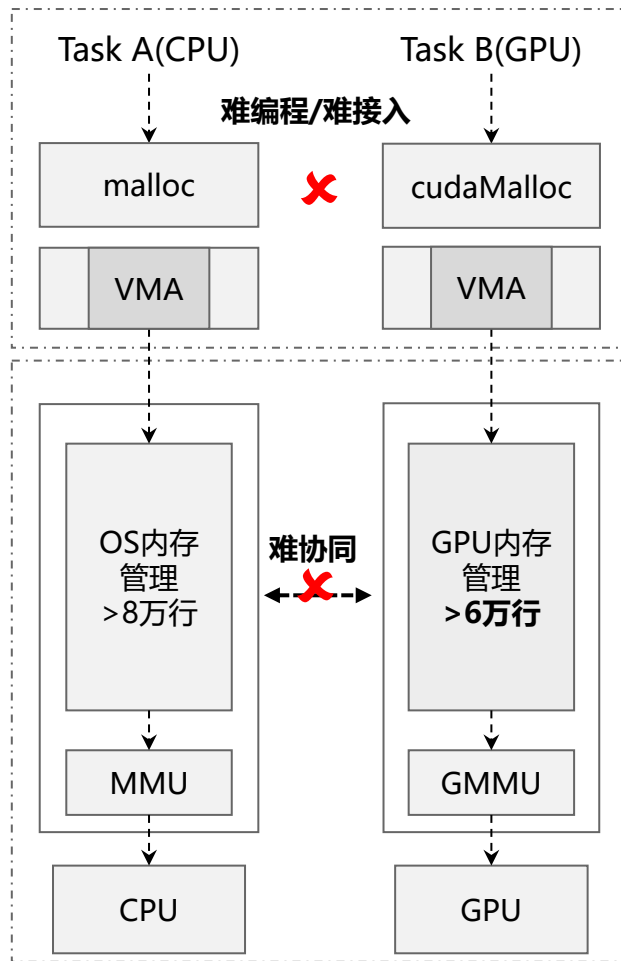 Task A(CPU)
Task B(GPU)
难编程/难接入
malloc
cudaMalloc
VMA
VMA
OS内存
管理
>8万行
难协同
GPU内存
管理
>6万行
MMU
GMMU
CPU
GPU